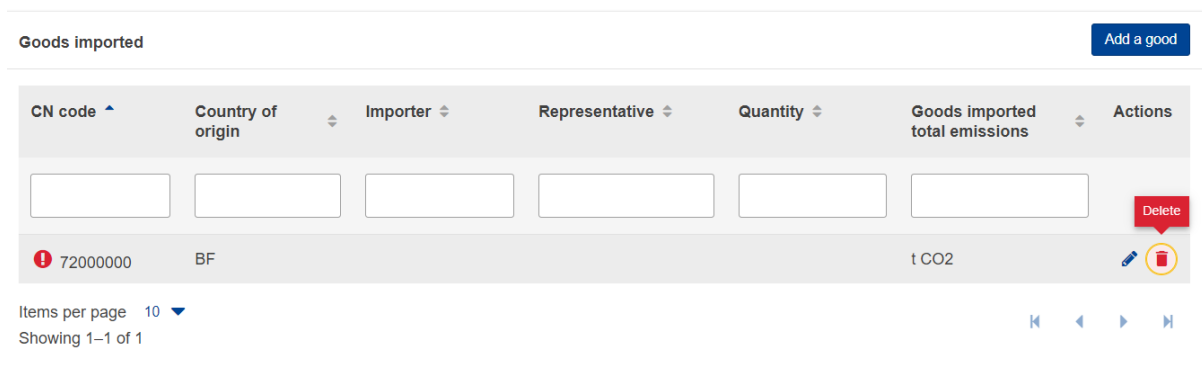 Goods imported
Add a good
CN code
Country of origin
Importer
Representative
Quantity
Goods imported total emissions
Actions
Delete
72000000
BF
t CO2
Items per page 10
Showing 1–1 of 1